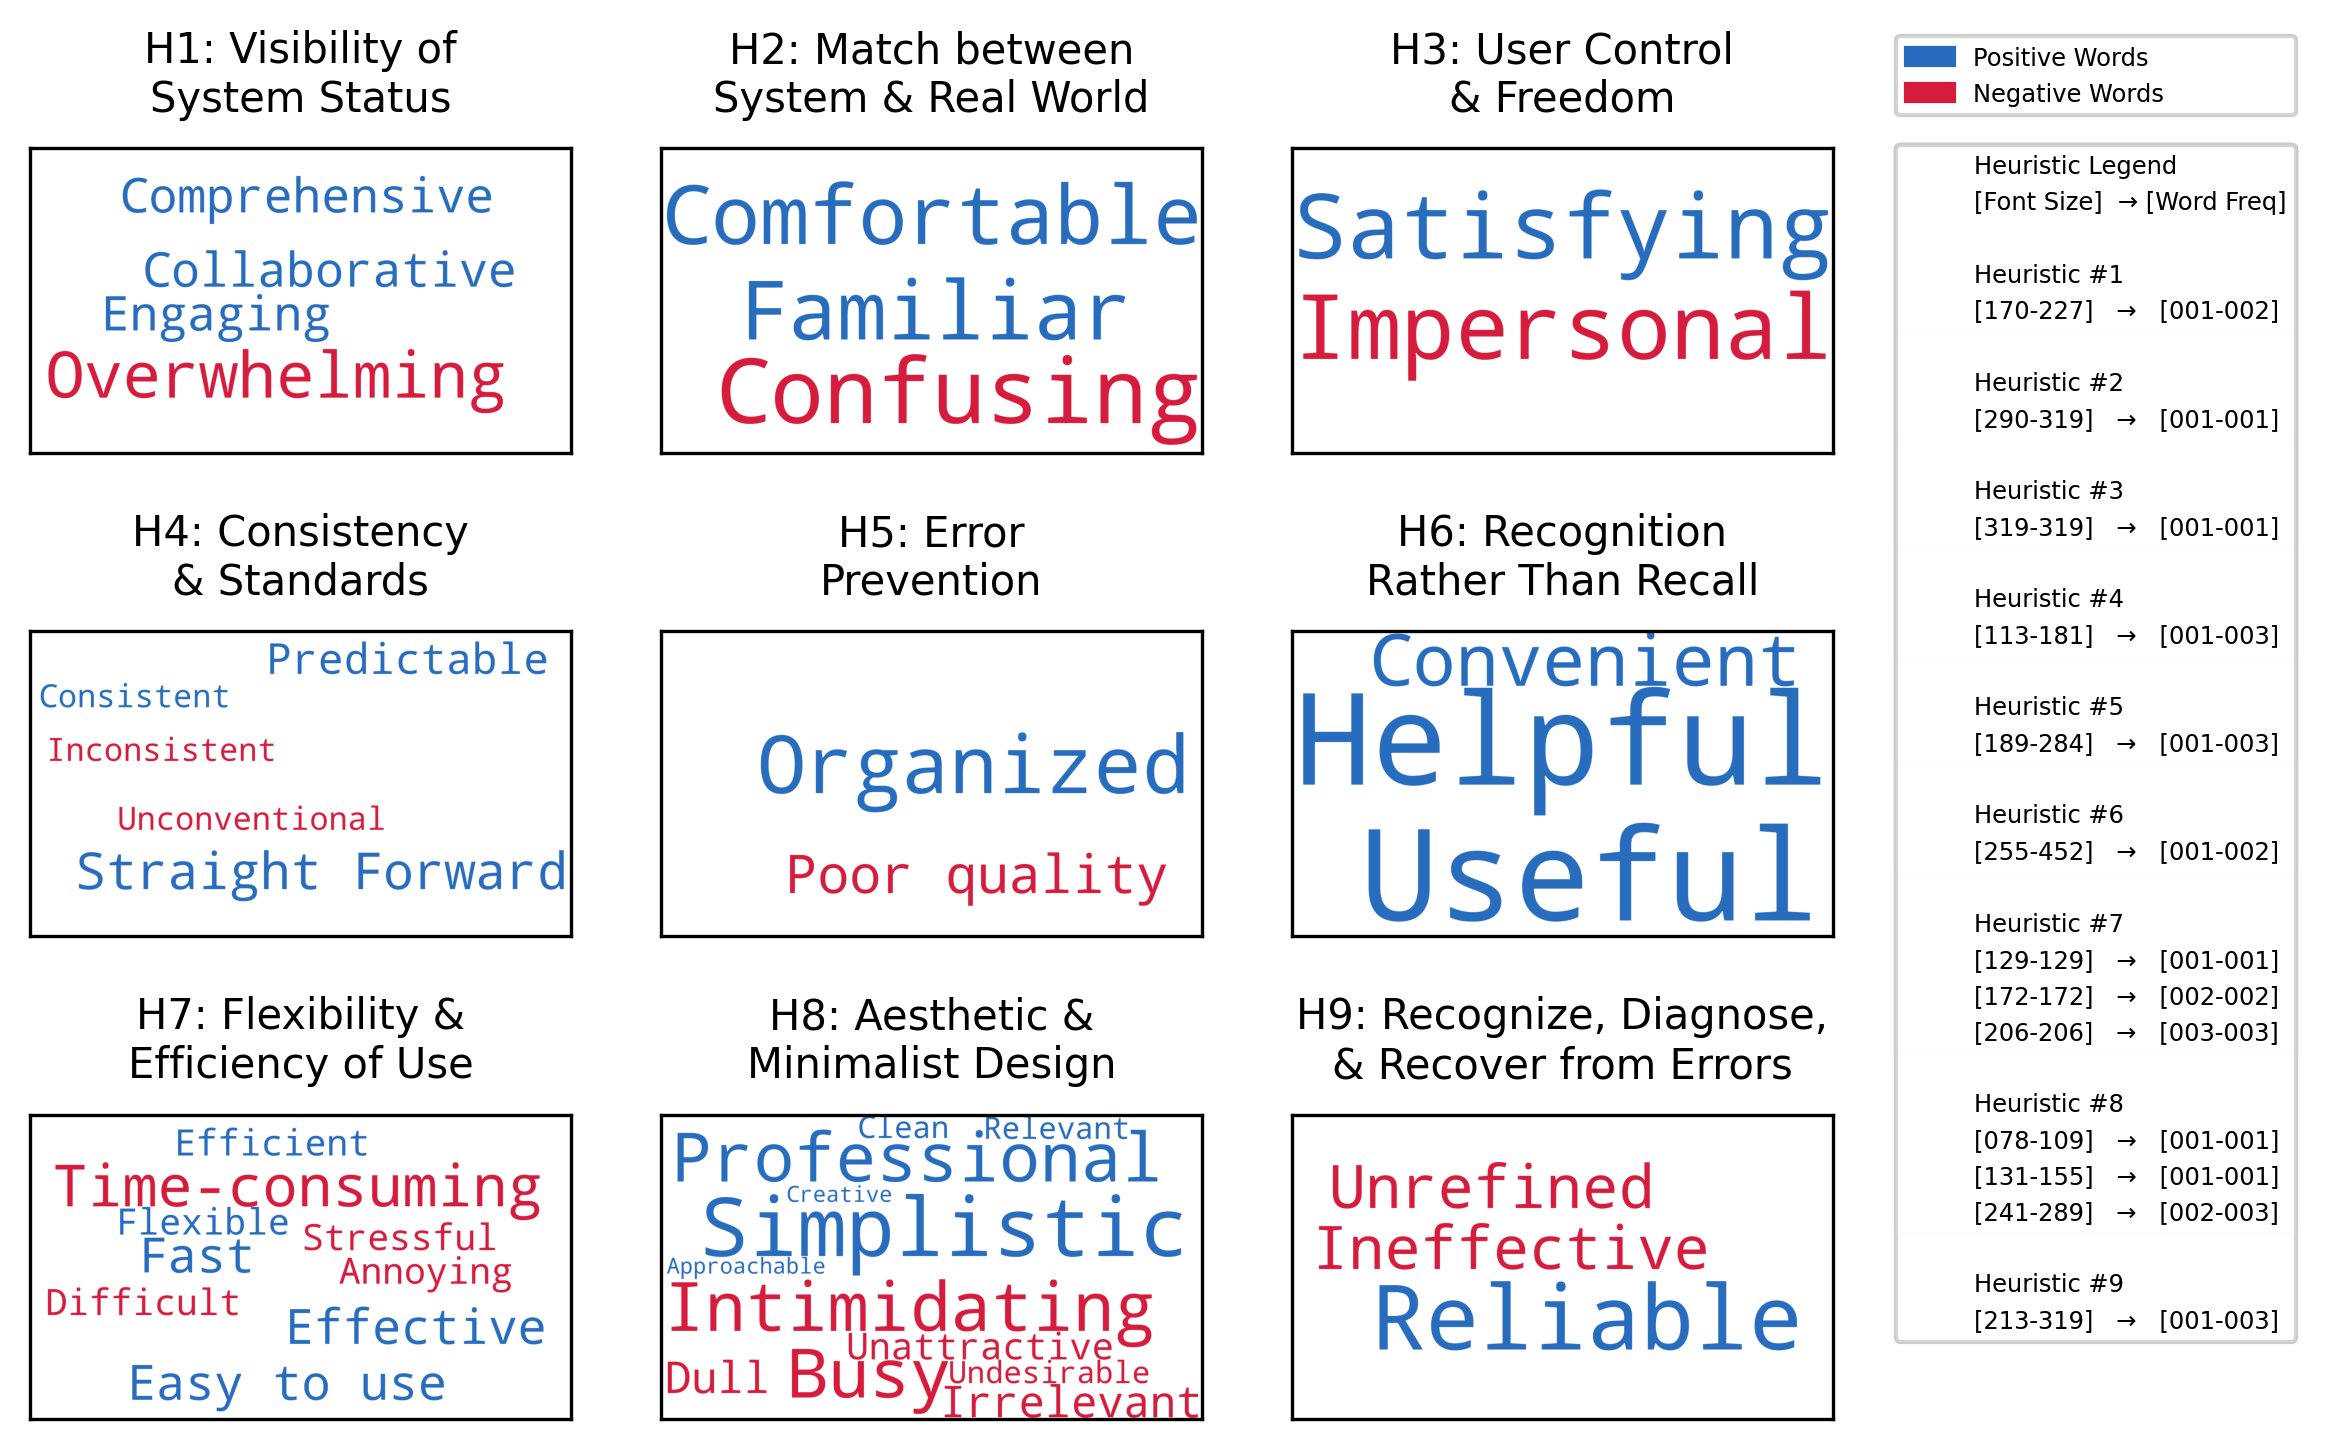 H1: Visibility of
System Status
Comprehensive
Collaborative
Engaging
Overwhelming
H2: Match between
System & Real World
Comfortable
Familiar
Confusing
H3: User Control
& Freedom
Satisfying
Impersonal
H4: Consistency
& Standards
Predictable
Consistent
Inconsistent
Unconventional
Straight Forward
H5: Error
Prevention
Organized
Poor quality
H6: Recognition
Rather Than Recall
Convenient
Helpful
Useful
H7: Flexibility &
Efficiency of Use
Efficient
Time-consuming
Flexible
Stressful
Fast
Annoying
Difficult
Effective
Easy to use
H8: Aesthetic &
Minimalist Design
Clean Relevant
Professional
Creative
Simplistic
Approachable
Intimidating
Unattractive
Dull Busy Undesirable
Irrelevant
H9: Recognize, Diagnose,
& Recover from Errors
Unrefined
Ineffective
Reliable
Positive Words
Negative Words
Heuristic Legend
[Font Size] → [Word Freq]
Heuristic #1
[170-227] → [001-002]
Heuristic #2
[290-319] → [001-001]
Heuristic #3
[319-319] → [001-001]
Heuristic #4
[113-181] → [001-003]
Heuristic #5
[189-284] → [001-003]
Heuristic #6
[255-452] → [001-002]
Heuristic #7
[129-129] → [001-001]
[172-172] → [002-002]
[206-206] → [003-003]
Heuristic #8
[078-109] → [001-001]
[131-155] → [001-001]
[241-289] → [002-003]
Heuristic #9
[213-319] → [001-003]